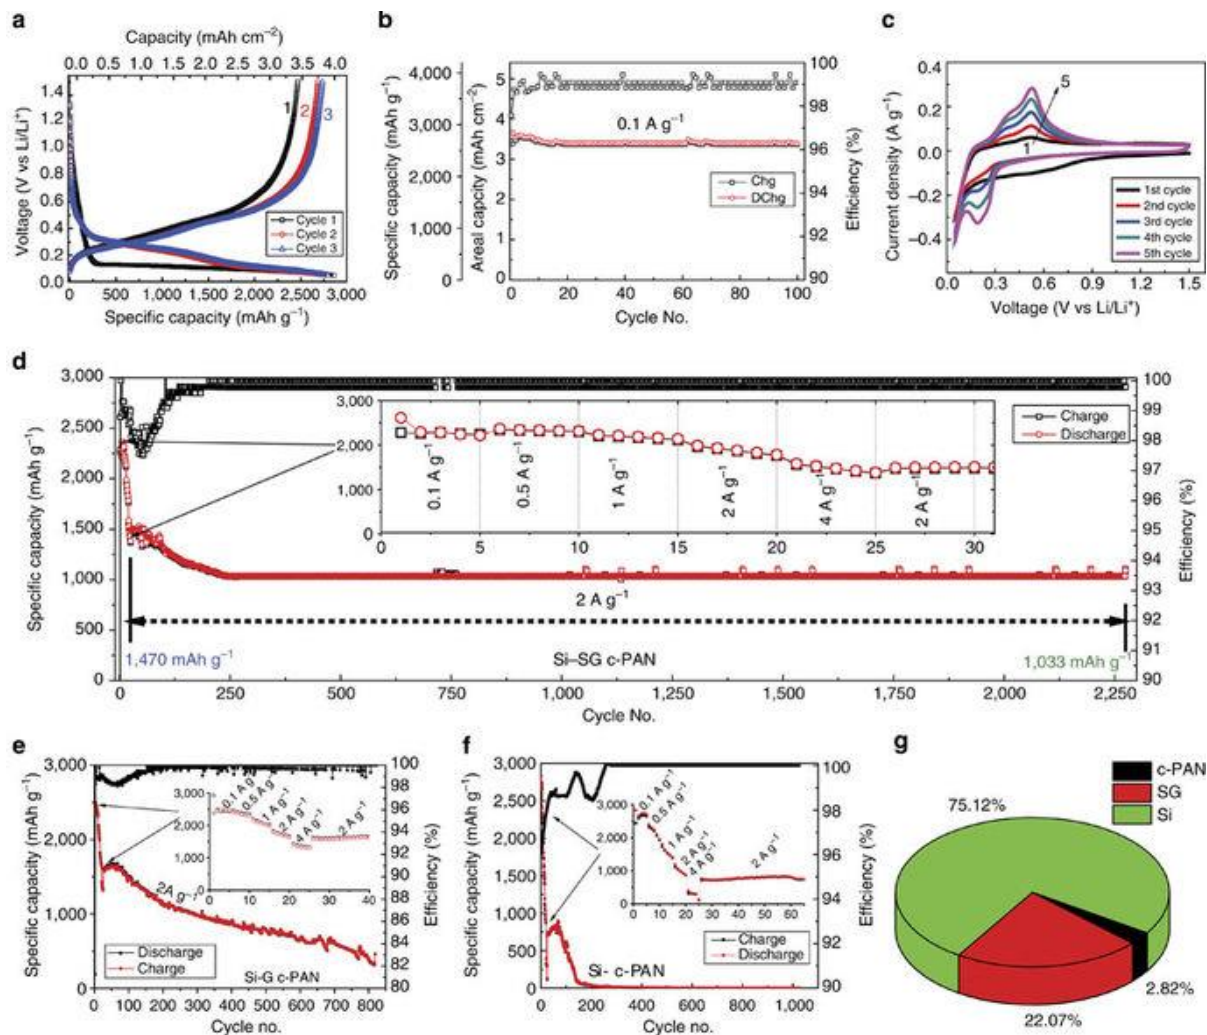 a
Capacity (mAh cm⁻²)
0.0 0.5 1.0 1.5 2.0 2.5 3.0 3.5 4.0
Voltage (V vs Li/Li⁺)
1.4
1.2
1.0
0.8
0.6
0.4
0.2
0.0
1
2
3
Cycle 1
Cycle 2
Cycle 3
0 500 1,000 1,500 2,000 2,500 3,000
Specific capacity (mAh g⁻¹)
b
Specific capacity (mAh g⁻¹)
4,000
3,000
2,000
1,000
0
Areal capcity (mAh cm⁻²)
5
4
3
2
1
0
0.1 A g⁻¹
Chg
DChg
100
98
96
94
92
90
Efficiency (%)
0 20 40 60 80 100
Cycle No.
c
Current density (A g⁻¹)
0.4
0.2
0.0
−0.2
−0.4
5
1
1st cycle
2nd cycle
3rd cycle
4th cycle
5th cycle
0.0 0.3 0.6 0.9 1.2 1.5
Voltage (V vs Li/Li⁺)
d
Specific capacity (mAh g⁻¹)
3,000
2,500
2,000
1,500
1,000
500
0
3,000
2,000
1,000
0
0.1 A g⁻¹
0.5 A g⁻¹
1 A g⁻¹
2 A g⁻¹
4 A g⁻¹
2 A g⁻¹
0 5 10 15 20 25 30
Charge
Discharge
100
99
98
97
96
95
94
93
92
91
90
Efficiency (%)
2 A g⁻¹
1,470 mAh g⁻¹
Si–SG c-PAN
1,033 mAh g⁻¹
0 250 500 750 1,000 1,250 1,500 1,750 2,000 2,250
Cycle No.
e
Specific capacity (mAh g⁻¹)
3,000
2,500
2,000
1,500
1,000
500
0
3,000
2,000
1,000
0
0.1 A g⁻¹
0.5 A g⁻¹
1 A g⁻¹
2 A g⁻¹
4 A g⁻¹
2 A g⁻¹
0 10 20 30 40
2A g⁻¹
Discharge
Charge
Si-G c-PAN
100
98
96
94
92
90
88
86
84
82
80
Efficiency (%)
0 100 200 300 400 500 600 700 800
Cycle no.
f
Specific capacity (mAh g⁻¹)
3,000
2,500
2,000
1,500
1,000
500
0
3,000
2,000
1,000
0
0.1 A g⁻¹
0.5 A g⁻¹
1 A g⁻¹
2 A g⁻¹
4 A g⁻¹
2 A g⁻¹
0 10 20 30 40 50 60
Charge
Discharge
Si- c-PAN
100
98
96
94
92
90
Efficiency (%)
0 200 400 600 800 1,000
Cycle no.
g
c-PAN
SG
Si
75.12%
2.82%
22.07%